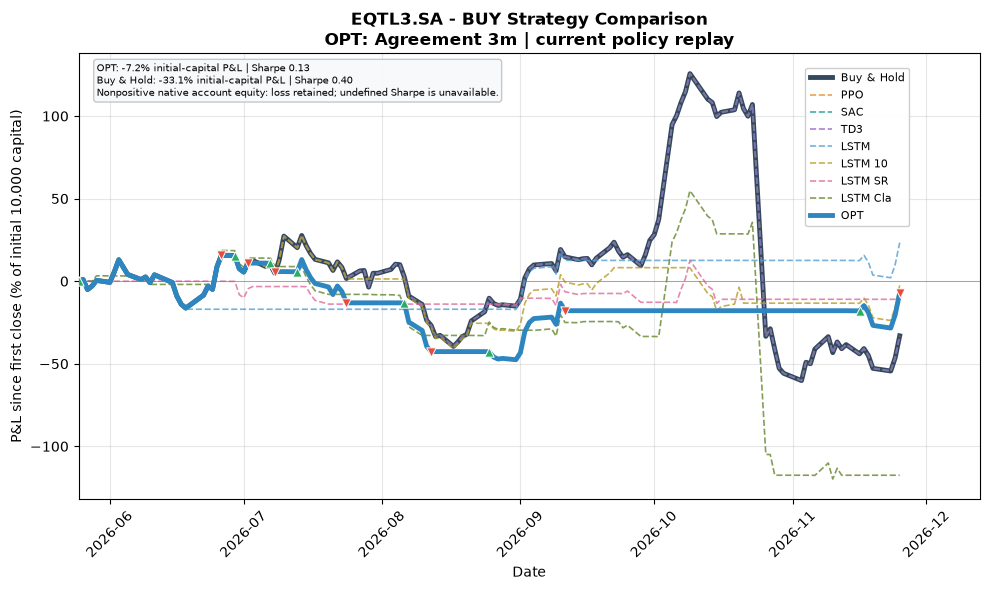 EQTL3.SA - BUY Strategy Comparison
OPT: Agreement 3m | current policy replay
OPT: -7.2% initial-capital P&L | Sharpe 0.13
Buy & Hold: -33.1% initial-capital P&L | Sharpe 0.40
Nonpositive native account equity: loss retained; undefined Sharpe is unavailable.
Buy & Hold
PPO
SAC
TD3
LSTM
LSTM 10
LSTM SR
LSTM Cla
OPT
P&L since first close (% of initial 10,000 capital)
100
50
0
−50
−100
2026-06
2026-07
2026-08
2026-09
2026-10
2026-11
2026-12
Date